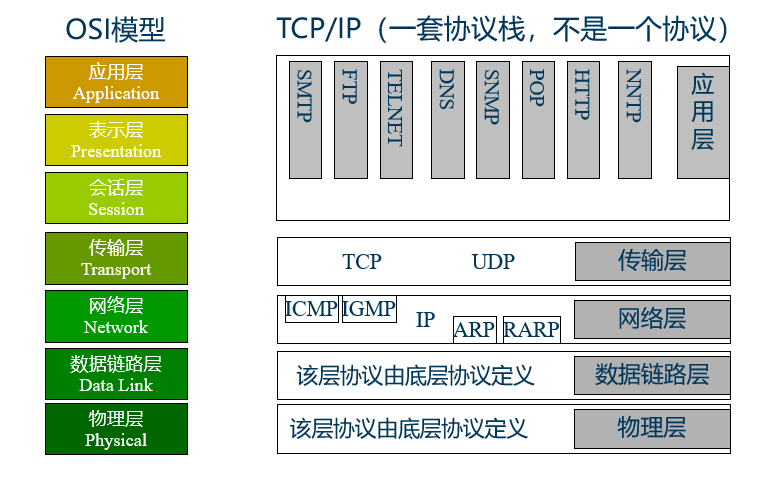 OSI模型
TCP/IP（一套协议栈，不是一个协议）
应用层
Application
表示层
Presentation
会话层
Session
传输层
Transport
网络层
Network
数据链路层
Data Link
物理层
Physical
SMTP
FTP
TELNET
DNS
SNMP
POP
HTTP
NNTP
应用层
TCP
UDP
传输层
ICMP
IGMP
IP
ARP
RARP
网络层
该层协议由底层协议定义
数据链路层
该层协议由底层协议定义
物理层